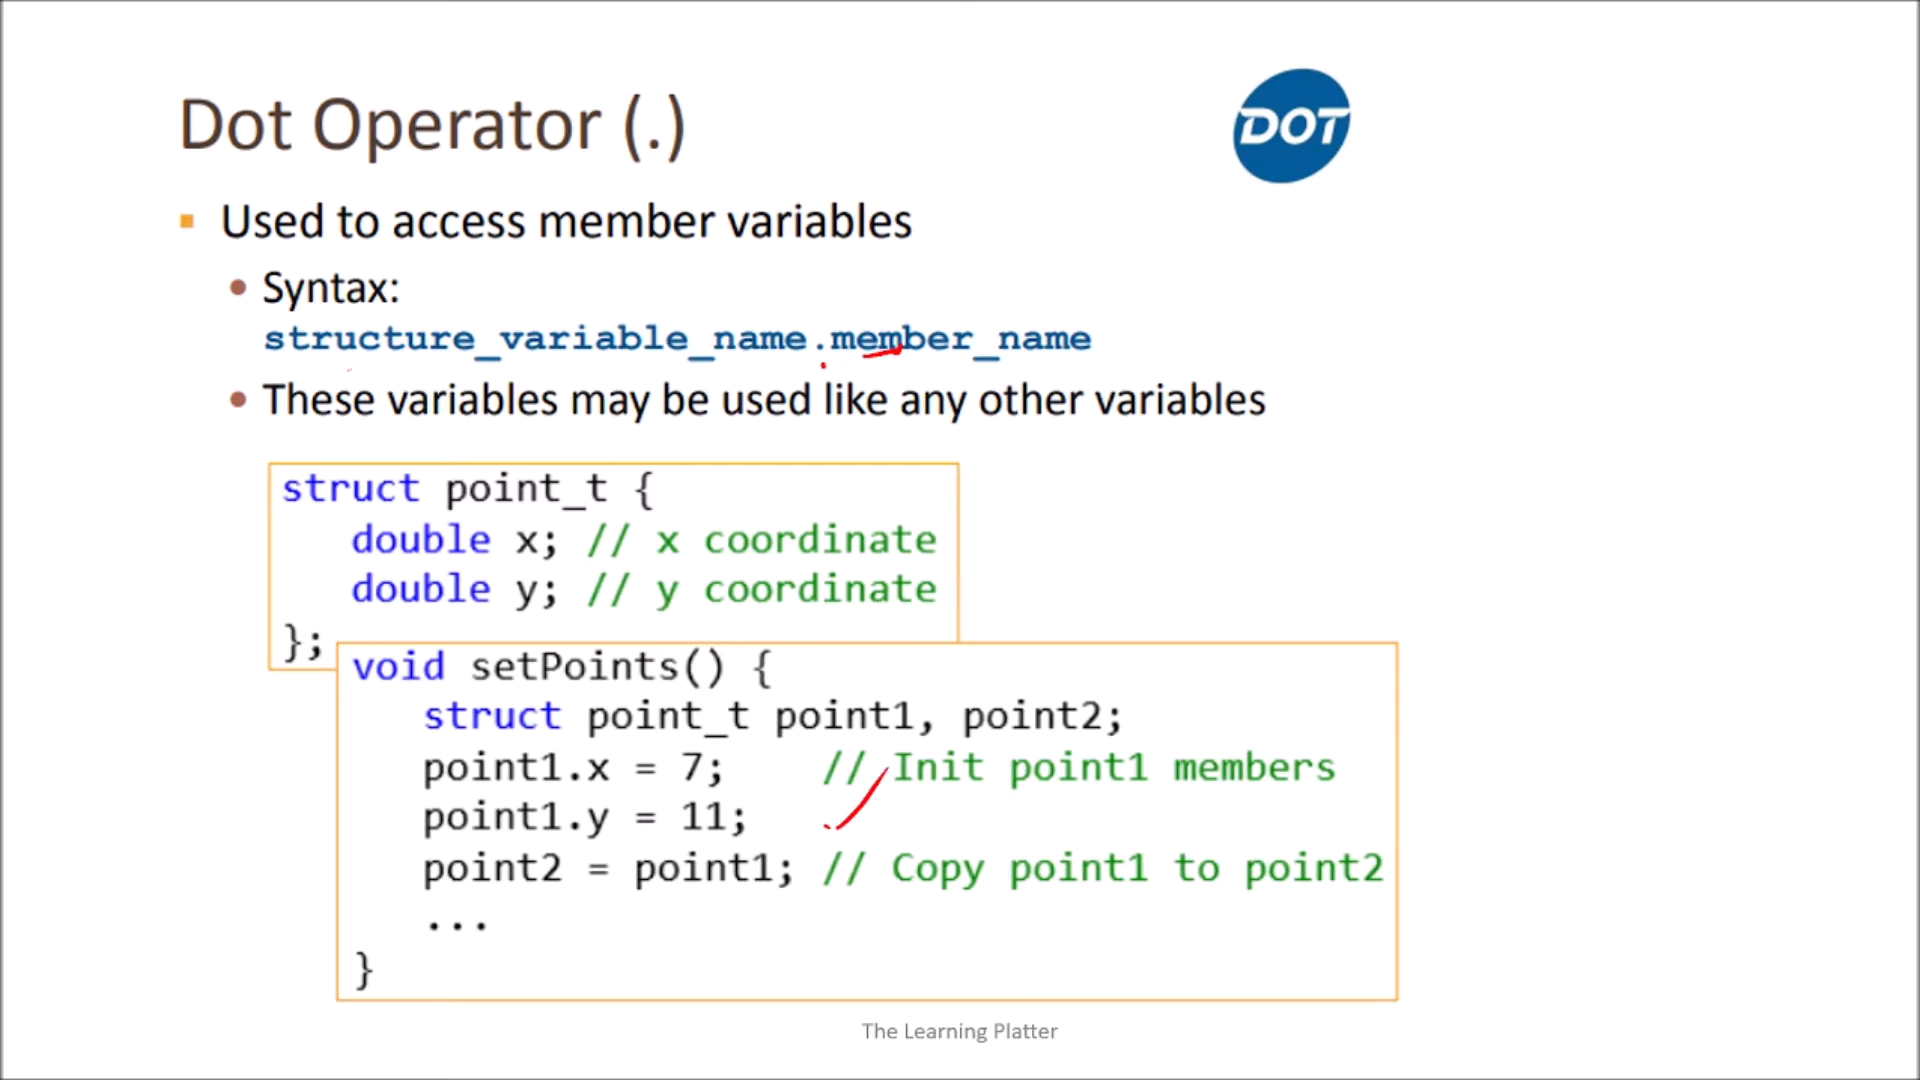 Dot Operator (.)
DOT
Used to access member variables
Syntax:
structure_variable_name.member_name
These variables may be used like any other variables
struct point_t {
double x; // x coordinate
double y; // y coordinate
};
void setPoints() {
struct point_t point1, point2;
point1.x = 7; // Init point1 members
point1.y = 11;
point2 = point1; // Copy point1 to point2
...
}
The Learning Platter